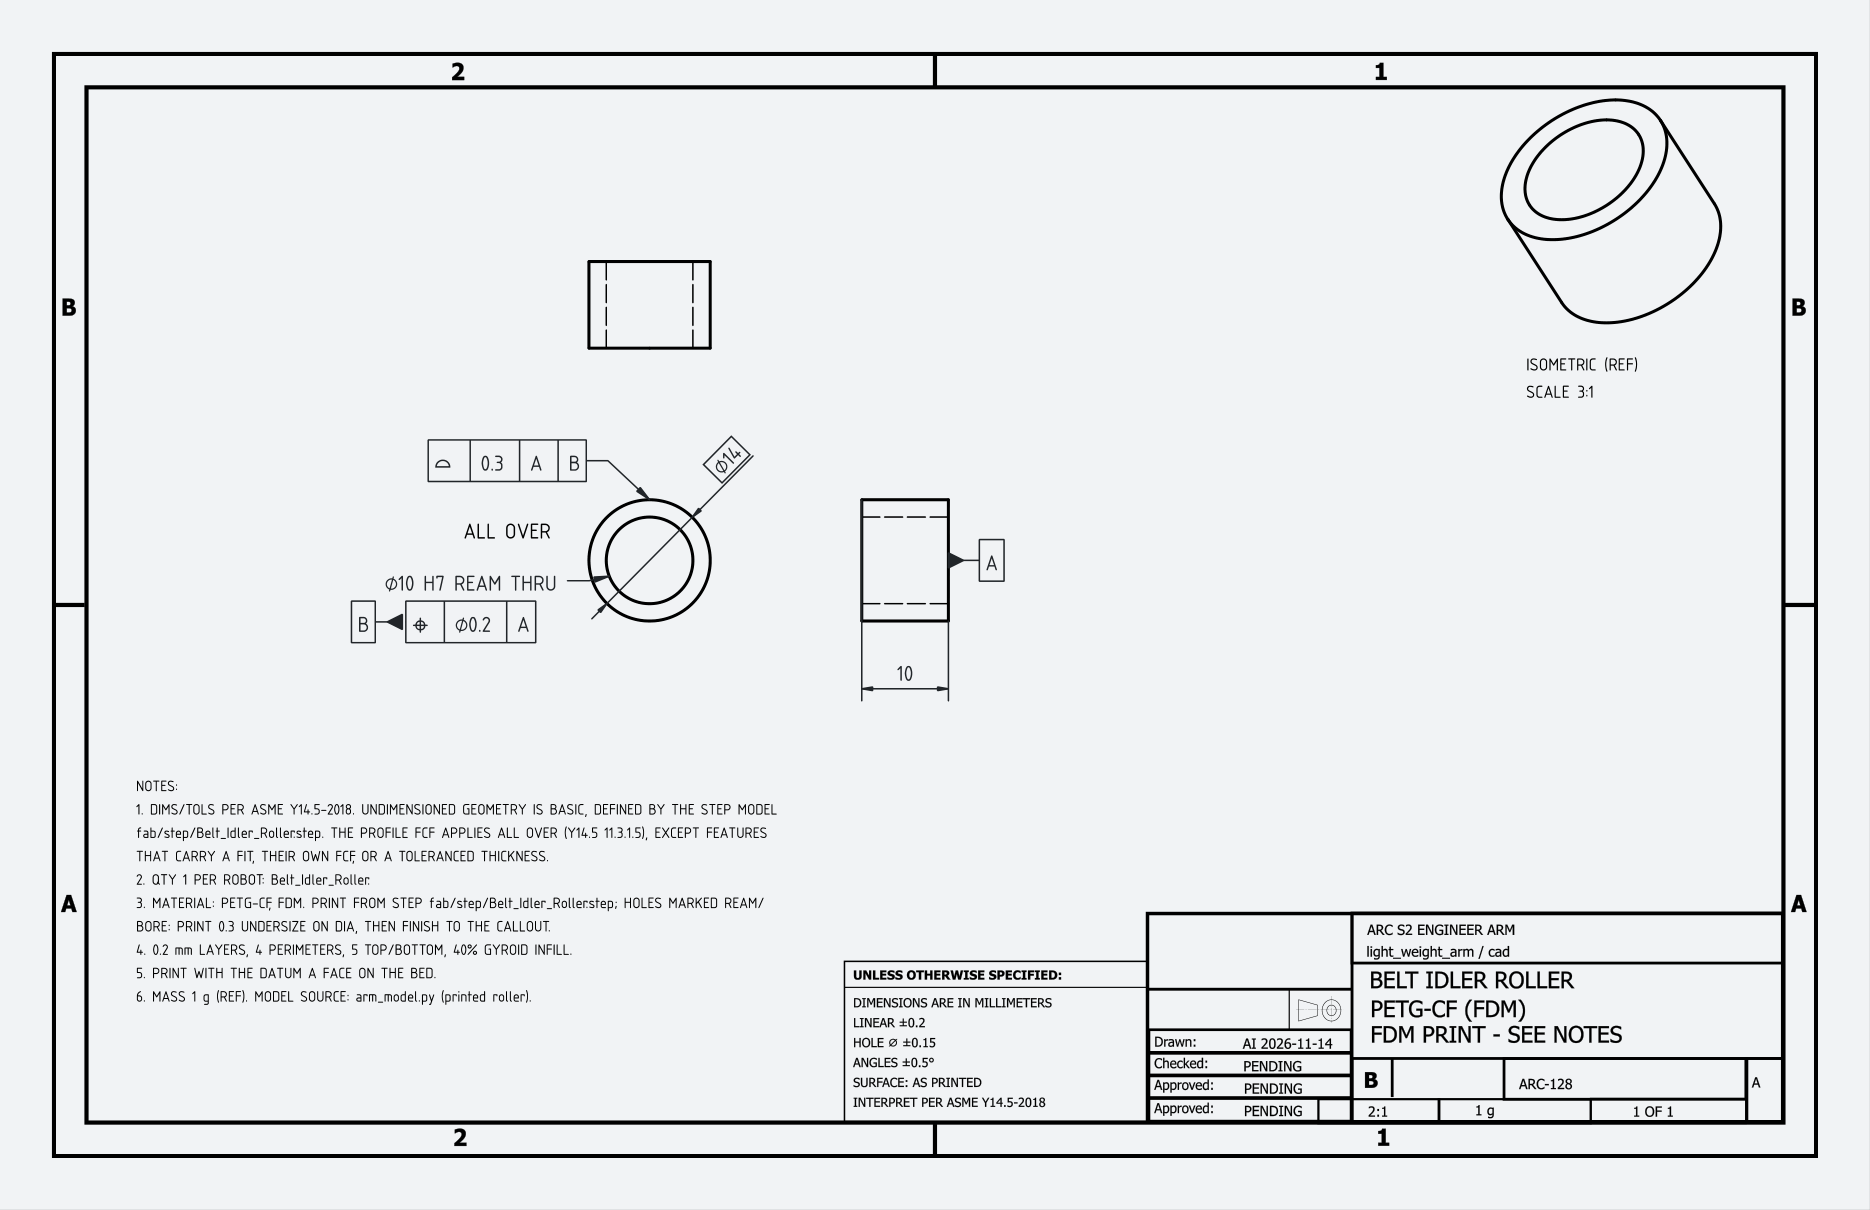 2
1
B
B
ISOMETRIC (REF)
SCALE 3:1
⌓ 0.3 A B
⌀14
ALL OVER
⌀10 H7 REAM THRU
B ⌖ ⌀0.2 A
A
10
NOTES:
1. DIMS/TOLS PER ASME Y14.5-2018. UNDIMENSIONED GEOMETRY IS BASIC, DEFINED BY THE STEP MODEL
fab/step/Belt_Idler_Roller.step. THE PROFILE FCF APPLIES ALL OVER (Y14.5 11.3.1.5), EXCEPT FEATURES
THAT CARRY A FIT, THEIR OWN FCF, OR A TOLERANCED THICKNESS.
2. QTY 1 PER ROBOT: Belt_Idler_Roller.
3. MATERIAL: PETG-CF, FDM. PRINT FROM STEP fab/step/Belt_Idler_Roller.step; HOLES MARKED REAM/
BORE: PRINT 0.3 UNDERSIZE ON DIA, THEN FINISH TO THE CALLOUT.
4. 0.2 mm LAYERS, 4 PERIMETERS, 5 TOP/BOTTOM, 40% GYROID INFILL.
5. PRINT WITH THE DATUM A FACE ON THE BED.
6. MASS 1 g (REF). MODEL SOURCE: arm_model.py (printed roller).
A
A
UNLESS OTHERWISE SPECIFIED:
DIMENSIONS ARE IN MILLIMETERS
LINEAR ±0.2
HOLE ⌀ ±0.15
ANGLES ±0.5°
SURFACE: AS PRINTED
INTERPRET PER ASME Y14.5-2018
Drawn: AI 2026-11-14
Checked: PENDING
Approved: PENDING
Approved: PENDING
ARC S2 ENGINEER ARM
light_weight_arm / cad
BELT IDLER ROLLER
PETG-CF (FDM)
FDM PRINT - SEE NOTES
B ARC-128 A
2:1 1 g 1 OF 1
2
1